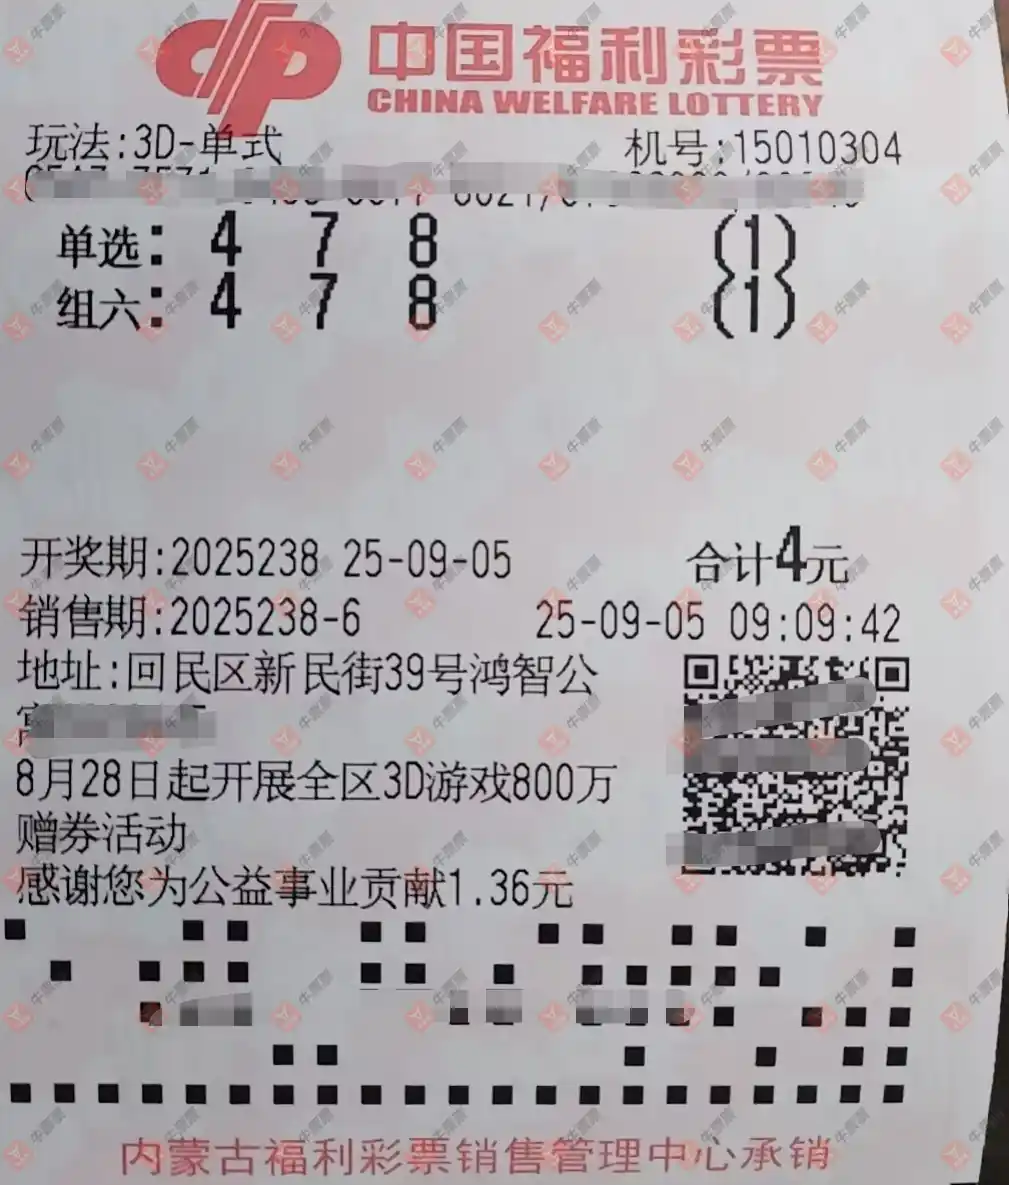 中国福利彩票
CHINA WELFARE LOTTERY
玩法:3D-单式 机号:15010304
单选: 4 7 8 (1)
组六: 4 7 8 (1)
开奖期:2025238 25-09-05 合计4元
销售期:2025238-6 25-09-05 09:09:42
地址:回民区新民街39号鸿智公
8月28日起开展全区3D游戏800万
赠券活动
感谢您为公益事业贡献1.36元
内蒙古福利彩票销售管理中心承销